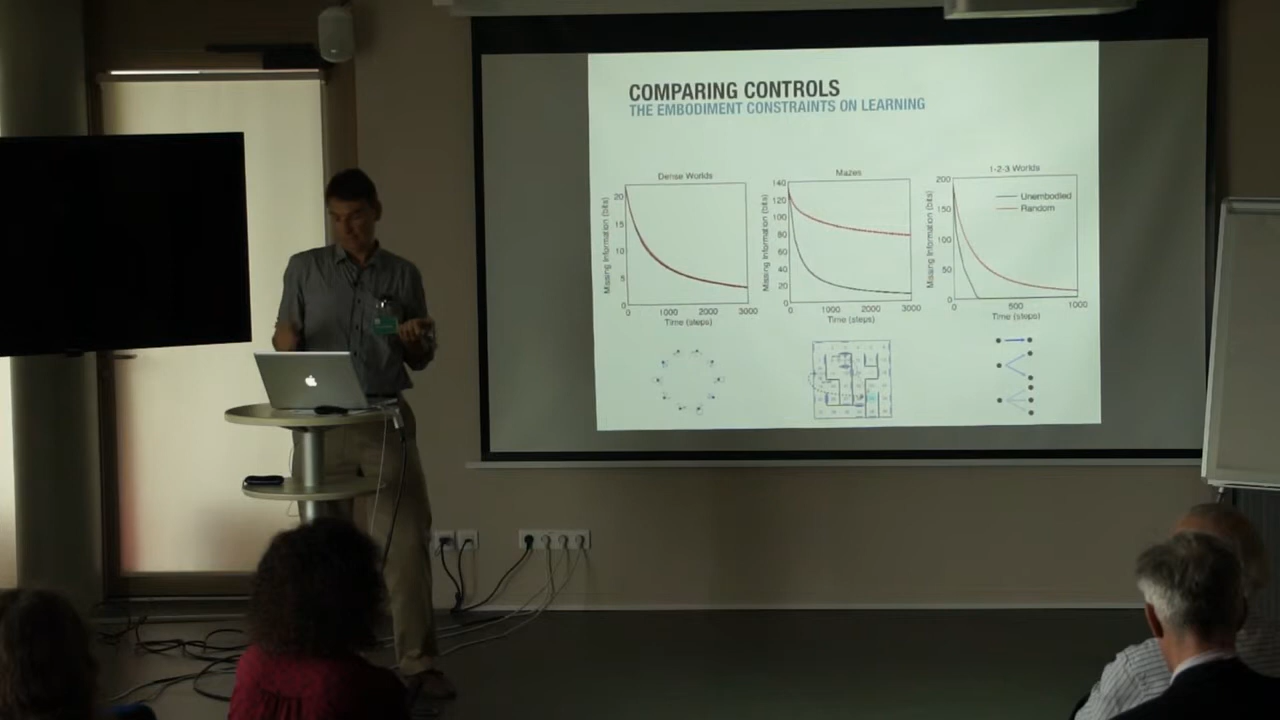 COMPARING CONTROLS
THE EMBODIMENT CONSTRAINTS ON LEARNING
Dense Worlds
Mazes
1-2-3 Worlds
Missing Information (bits)
20
15
10
5
0
0
1000
2000
3000
Time (steps)
Missing Information (bits)
140
120
100
80
60
40
20
0
0
1000
2000
3000
Time (steps)
Missing Information (bits)
200
150
100
50
0
0
500
1000
Time (steps)
Unembodied
Random